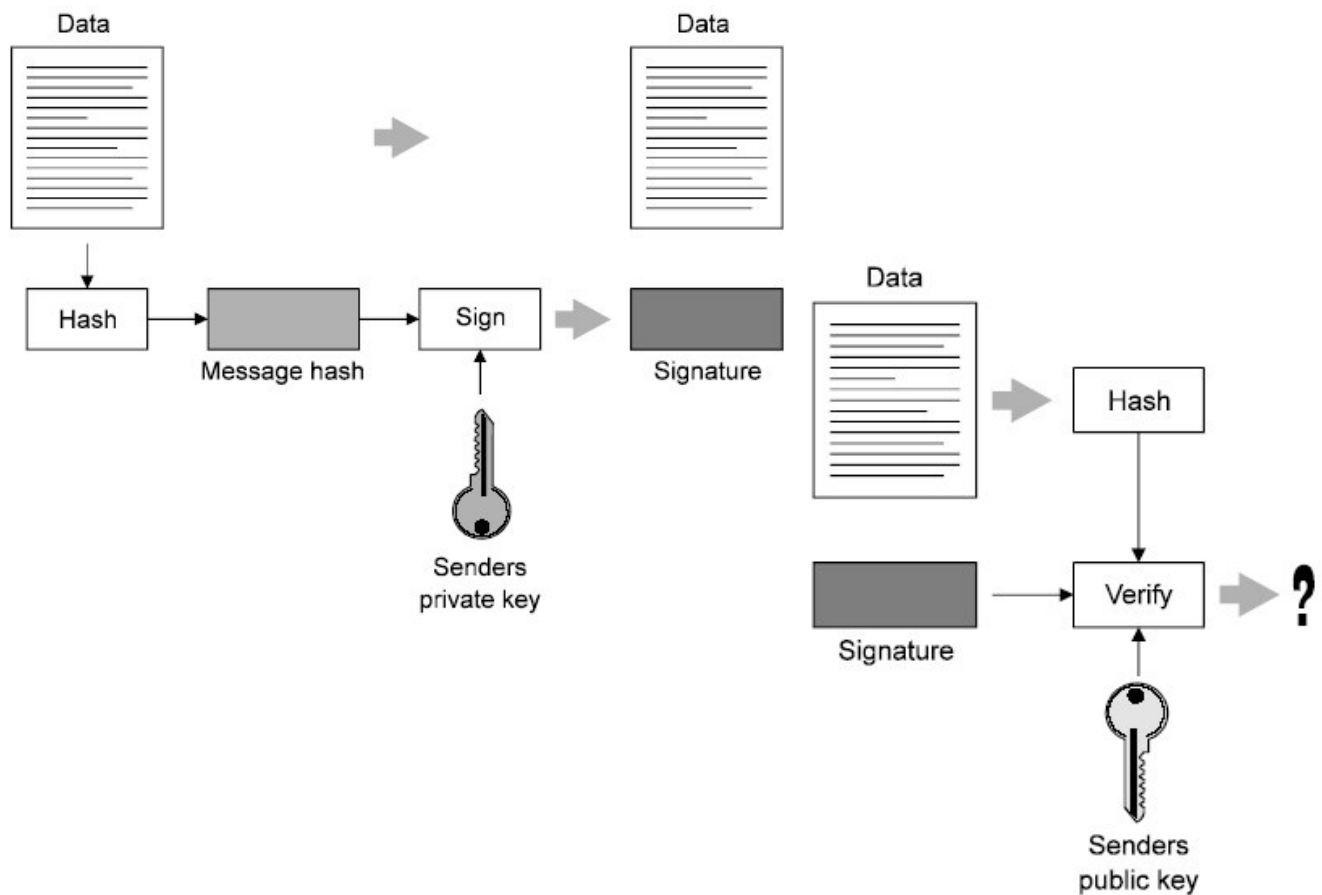 Data
Data
Hash
Message hash
Sign
Signature
Senders
private key
Data
Hash
Signature
Verify
?
Senders
public key